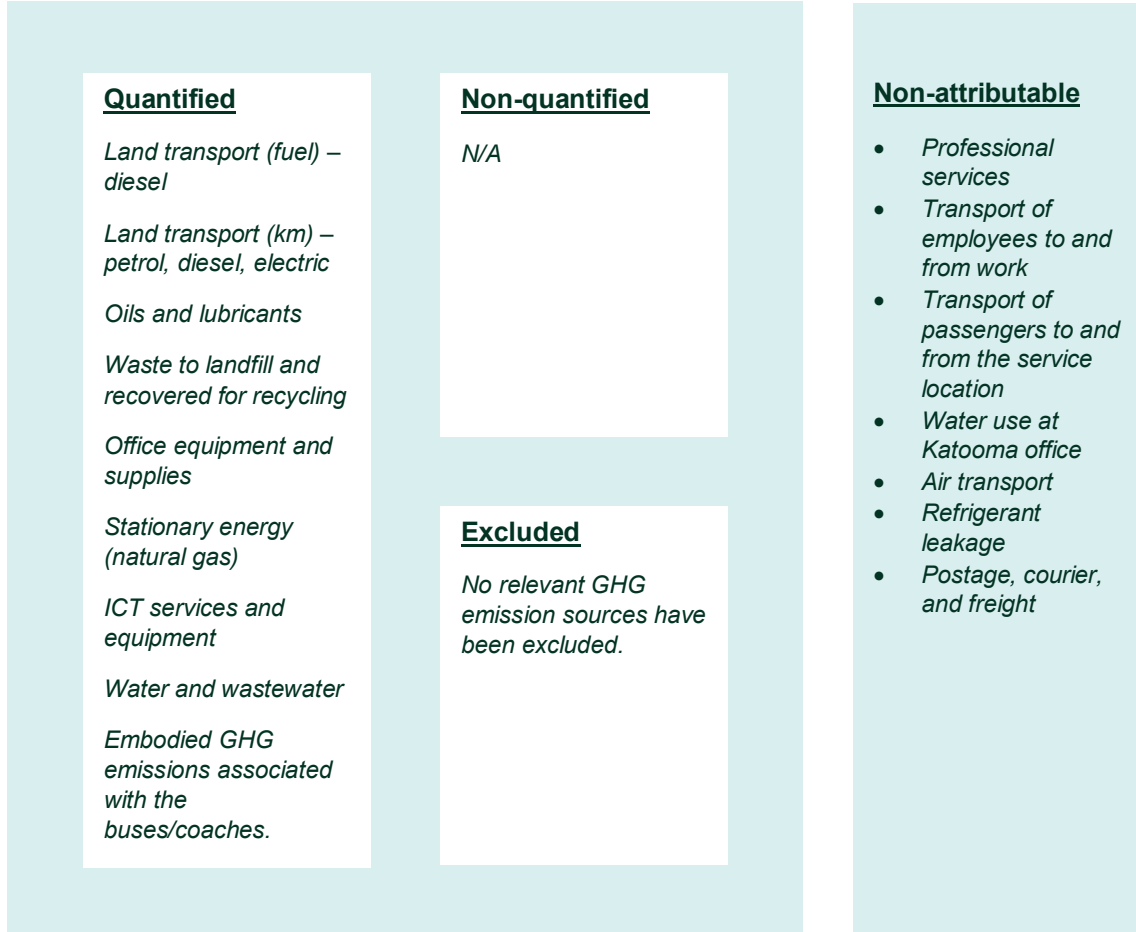 Quantified
Land transport (fuel) –
diesel
Land transport (km) –
petrol, diesel, electric
Oils and lubricants
Waste to landfill and
recovered for recycling
Office equipment and
supplies
Stationary energy
(natural gas)
ICT services and
equipment
Water and wastewater
Embodied GHG
emissions associated
with the
buses/coaches.
Non-quantified
N/A
Excluded
No relevant GHG
emission sources have
been excluded.
Non-attributable
• Professional
services
• Transport of
employees to and
from work
• Transport of
passengers to and
from the service
location
• Water use at
Katooma office
• Air transport
• Refrigerant
leakage
• Postage, courier,
and freight